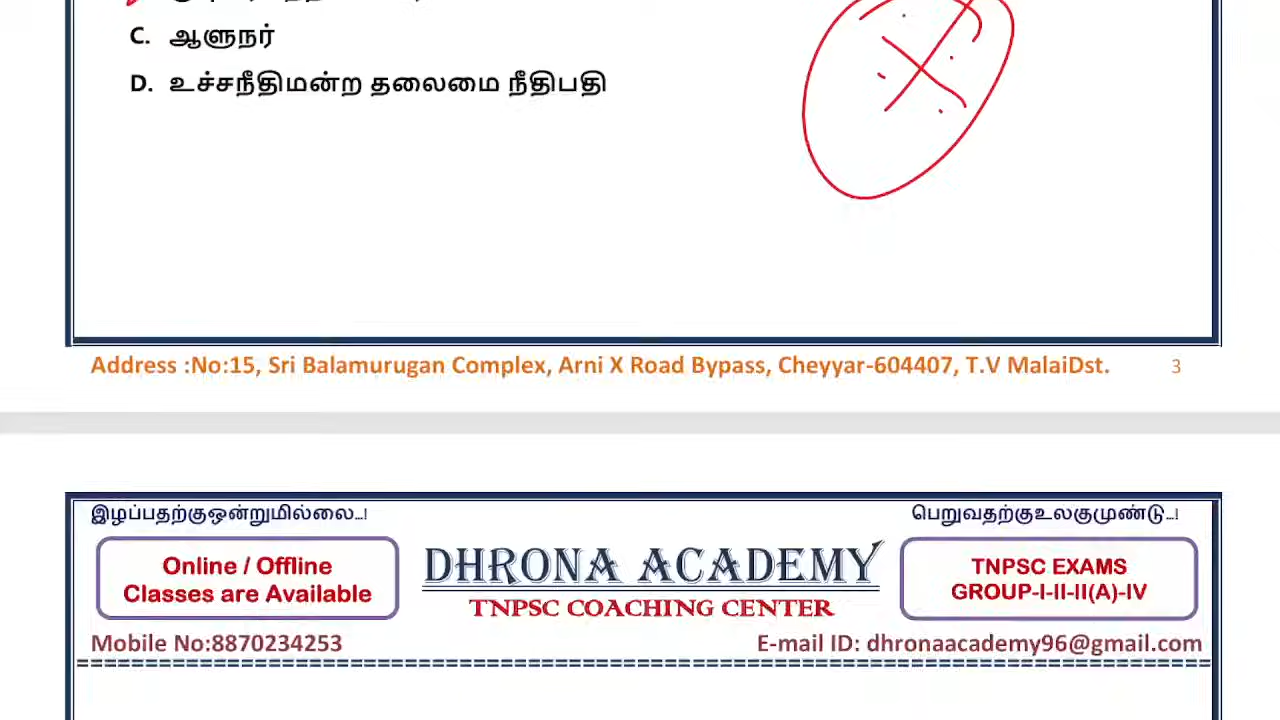 C. ஆளுநர்
D. உச்சநீதிமன்ற தலைமை நீதிபதி
Address :No:15, Sri Balamurugan Complex, Arni X Road Bypass, Cheyyar-604407, T.V MalaiDst. 3
இழப்பதற்குஒன்றுமில்லை...! பெறுவதற்குஉலகுமுண்டு...!
Online / Offline
Classes are Available
DHRONA ACADEMY
TNPSC COACHING CENTER
TNPSC EXAMS
GROUP-I-II-II(A)-IV
Mobile No:8870234253 E-mail ID: dhronaacademy96@gmail.com